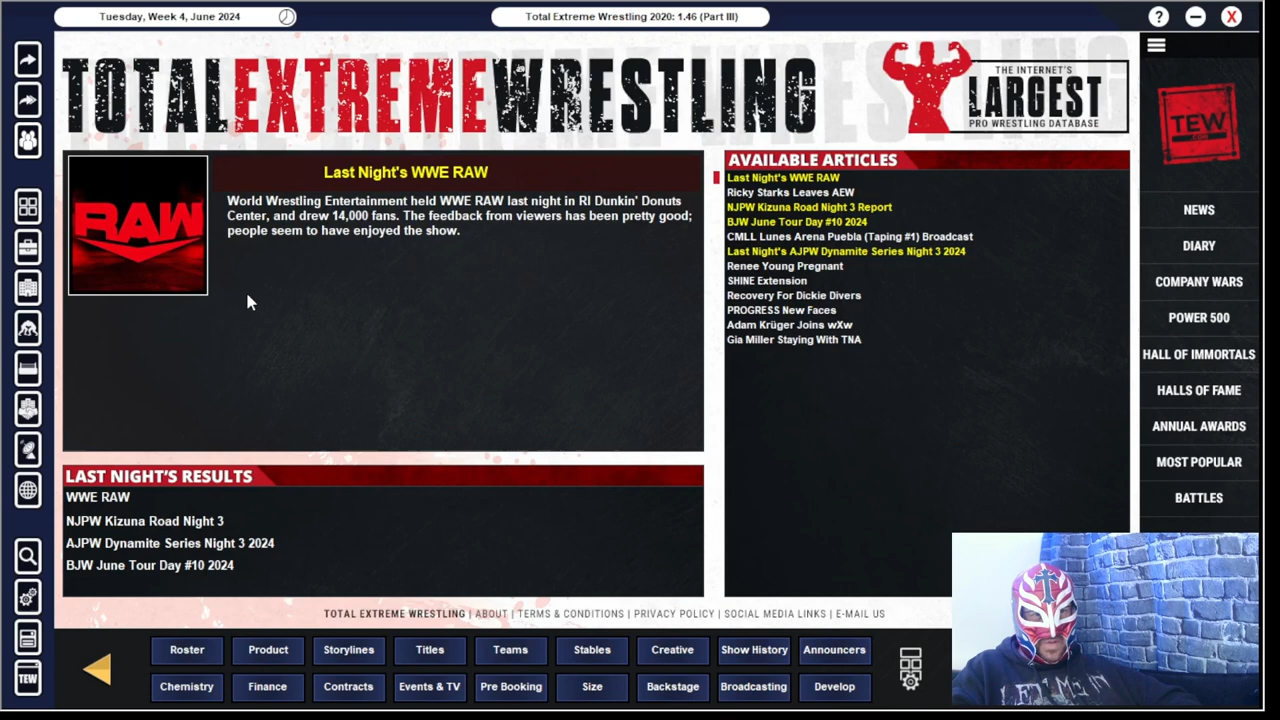 Tuesday, Week 4, June 2024
Total Extreme Wrestling 2020: 1.46 (Part III)
?
X
TOTALEXTREMEWRESTLING
THE INTERNET'S
LARGEST
PRO WRESTLING DATABASE
TEW
.COM
Last Night's WWE RAW
RAW
World Wrestling Entertainment held WWE RAW last night in RI Dunkin' Donuts
Center, and drew 14,000 fans. The feedback from viewers has been pretty good;
people seem to have enjoyed the show.
AVAILABLE ARTICLES
Last Night's WWE RAW
Ricky Starks Leaves AEW
NJPW Kizuna Road Night 3 Report
BJW June Tour Day #10 2024
CMLL Lunes Arena Puebla (Taping #1) Broadcast
Last Night's AJPW Dynamite Series Night 3 2024
Renee Young Pregnant
SHINE Extension
Recovery For Dickie Divers
PROGRESS New Faces
Adam Krüger Joins wXw
Gia Miller Staying With TNA
NEWS
DIARY
COMPANY WARS
POWER 500
HALL OF IMMORTALS
HALLS OF FAME
ANNUAL AWARDS
MOST POPULAR
BATTLES
LAST NIGHT'S RESULTS
WWE RAW
NJPW Kizuna Road Night 3
AJPW Dynamite Series Night 3 2024
BJW June Tour Day #10 2024
TOTAL EXTREME WRESTLING | ABOUT | TERMS & CONDITIONS | PRIVACY POLICY | SOCIAL MEDIA LINKS | E-MAIL US
Roster
Product
Storylines
Titles
Teams
Stables
Creative
Show History
Announcers
Chemistry
Finance
Contracts
Events & TV
Pre Booking
Size
Backstage
Broadcasting
Develop
TEW